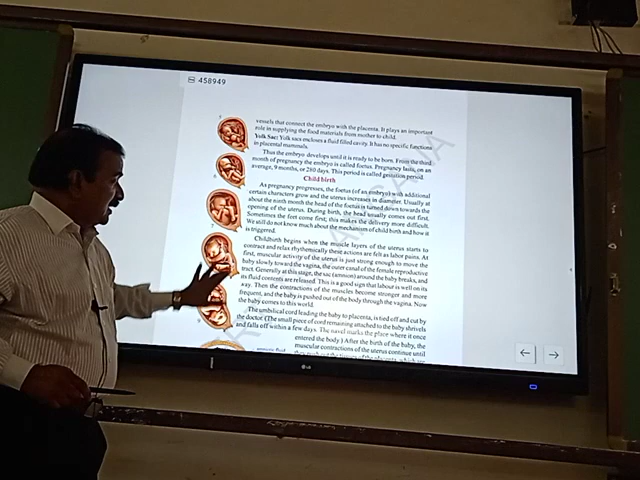 458949
vessels that connect the embryo with the placenta. It plays an important
role in supplying the food materials from mother to child.
Yolk Sac: Yolk sacs encloses a fluid filled cavity. It has no specific functions
in placental mammals.
Thus the embryo develops until it is ready to be born. From the third
month of pregnancy the embryo is called foetus. Pregnancy lasts, on an
average, 9 months, or 280 days. This period is called gestation period.
Child birth
As pregnancy progresses, the foetus (of an embryo) with additional
certain characters grow and the uterus increases in diameter. Usually at
about the ninth month the head of the foetus is turned down towards the
opening of the uterus. During birth, the head usually comes out first.
Sometimes the feet come first; this makes the delivery more difficult.
We still do not know much about the mechanism of child birth and how it
is triggered.
Childbirth begins when the muscle layers of the uterus starts to
contract and relax rhythemically these actions are felt as labor pains. At
first, muscular activity of the uterus is just strong enough to move the
baby slowly toward the vagina, the outer canal of the female reproductive
tract. Generally at this stage, the sac (amnion) around the baby breaks, and
its fluid contents are released. This is a good sign that labour is well on its
way. Then the contractions of the muscles become stronger and more
frequent, and the baby is pushed out of the body through the vagina. Now
the baby comes to this world.
The umbilical cord leading the baby to placenta, is tied off and cut by
the doctor. (The small piece of cord remaining attached to the baby shrivels
and falls off within a few days. The navel marks the place where it once
entered the body.) After the birth of the baby, the
muscular contractions of the uterus continue until
amniotic fluid
LG